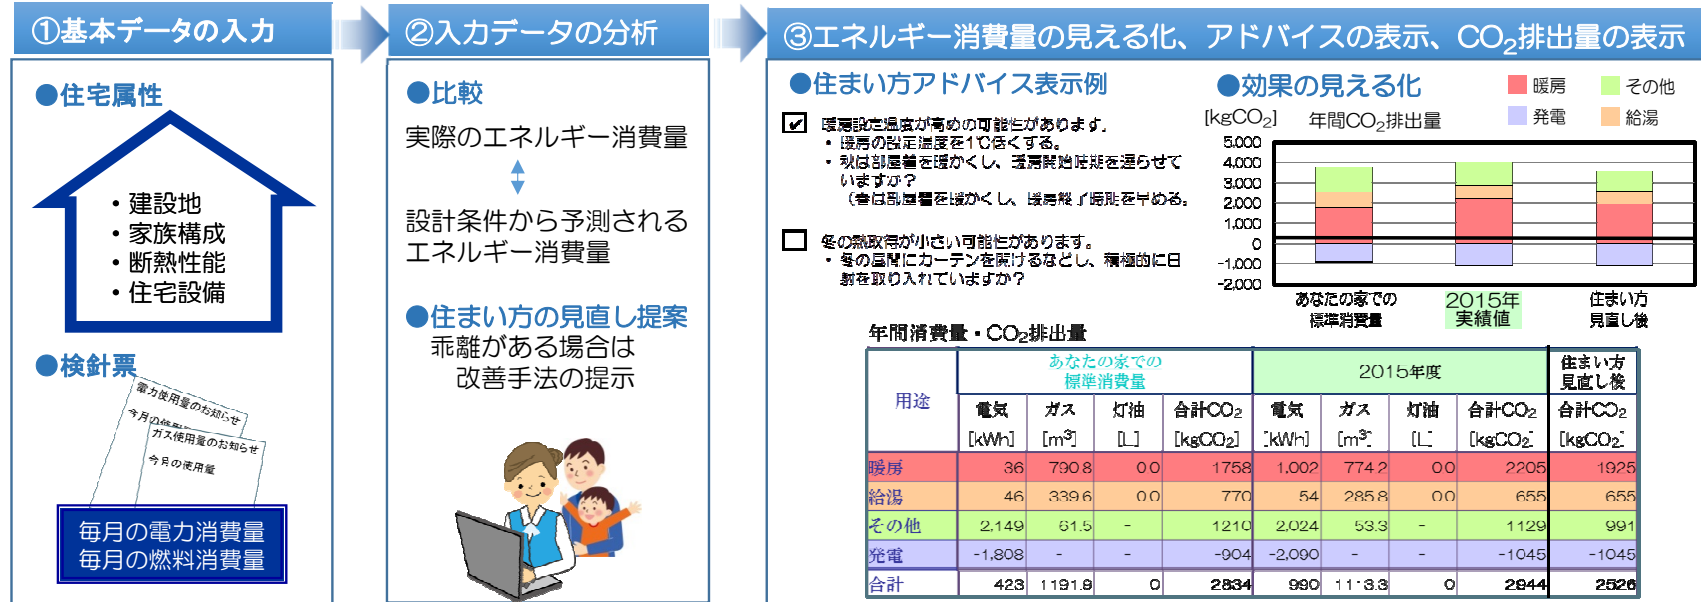 ①基本データの入力
●住宅属性
・建設地
・家族構成
・断熱性能
・住宅設備
●検針票
電力使用量のお知らせ
今月の使用
ガス使用量のお知らせ
今月の使用量
毎月の電力消費量
毎月の燃料消費量
②入力データの分析
●比較
実際のエネルギー消費量
設計条件から予測される
エネルギー消費量
●住まい方の見直し提案
乖離がある場合は
改善手法の提示
③エネルギー消費量の見える化、アドバイスの表示、CO2排出量の表示
●住まい方アドバイス表示例
暖房設定温度が高めの可能性があります。
・暖房の設定温度を1℃低くする。
・秋は部屋着を暖かくし、暖房開始時期を遅らせて
いますか？
（春は部屋着を暖かくし、暖房終了時期を早める。
冬の熱取得が小さい可能性があります。
・冬の昼間にカーテンを開けるなどし、積極的に日
射を取り入れていますか？
●効果の見える化
暖房 その他
発電 給湯
[kgCO2] 年間CO2排出量
5,000
4,000
3,000
2,000
1,000
0
-1,000
-2,000
あなたの家での
標準消費量
2015年
実績値
住まい方
見直し後
年間消費量・CO2排出量
用途 あなたの家での 標準消費量 2015年度 住まい方 見直し後
電気 ガス 灯油 合計CO2 電気 ガス 灯油 合計CO2 合計CO2
[kWh] [m3] [L] [kgCO2] [kWh] [m3] [L] [kgCO2] [kgCO2]
暖房 36 790.8 0.0 1758 1,002 774.2 0.0 2205 1925
給湯 46 339.6 0.0 770 54 285.8 0.0 655 655
その他 2,149 61.5 - 1210 2,024 53.3 - 1129 991
発電 -1,808 - - -904 -2,090 - - -1045 -1045
合計 423 1191.9 0 2834 990 1113.3 0 2944 2526